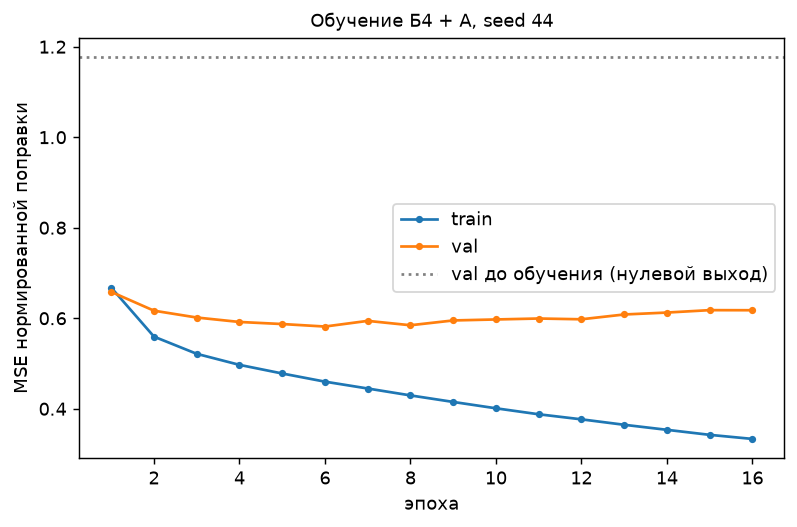 Обучение Б4 + А, seed 44
MSE нормированной поправки
1.2
1.0
0.8
0.6
0.4
train
val
val до обучения (нулевой выход)
2 4 6 8 10 12 14 16
эпоха